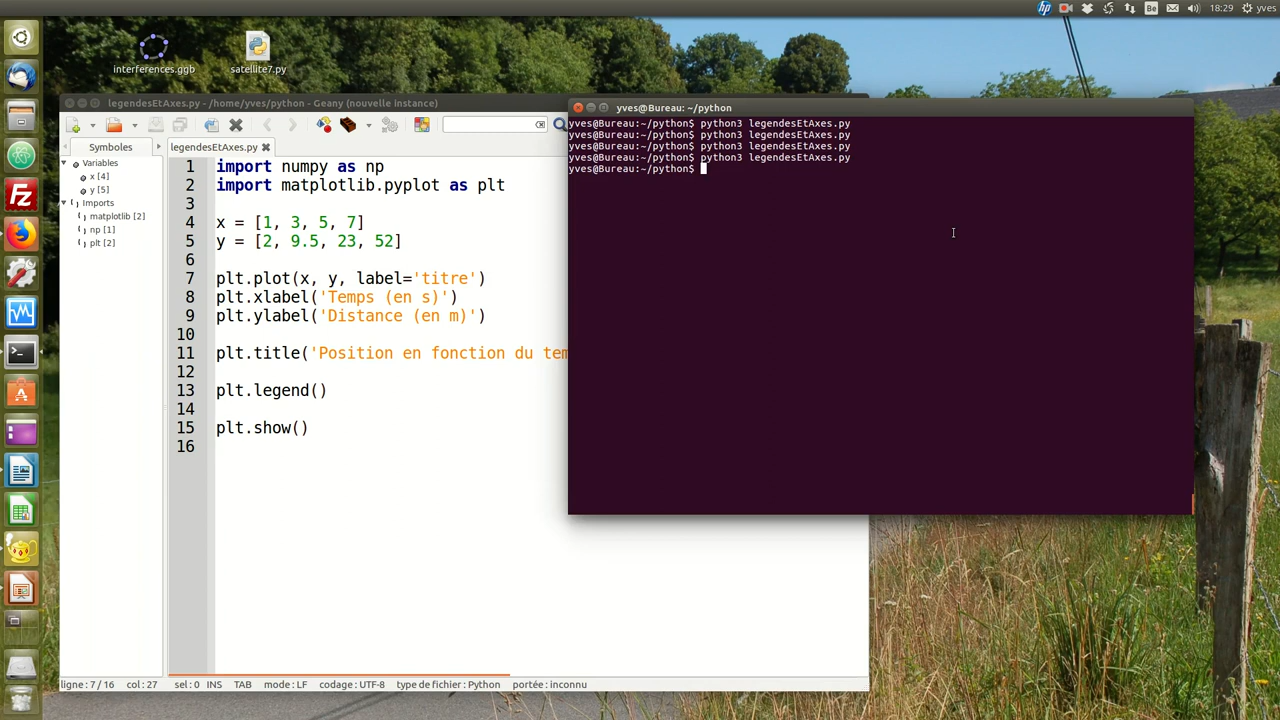 18:29 yves
Be
interferences.ggb
satellite7.py
legendesEtAxes.py - /home/yves/python - Geany (nouvelle instance)
Symboles
Variables
x [4]
y [5]
Imports
matplotlib [2]
np [1]
plt [2]
legendesEtAxes.py
1 import numpy as np
2 import matplotlib.pyplot as plt
3
4 x = [1, 3, 5, 7]
5 y = [2, 9.5, 23, 52]
6
7 plt.plot(x, y, label='titre')
8 plt.xlabel('Temps (en s)')
9 plt.ylabel('Distance (en m)')
10
11 plt.title('Position en fonction du tem
12
13 plt.legend()
14
15 plt.show()
16
ligne : 7 / 16 col : 27 sel : 0 INS TAB mode : LF codage : UTF-8 type de fichier : Python portée : inconnu
yves@Bureau: ~/python
yves@Bureau:~/python$ python3 legendesEtAxes.py
yves@Bureau:~/python$ python3 legendesEtAxes.py
yves@Bureau:~/python$ python3 legendesEtAxes.py
yves@Bureau:~/python$ python3 legendesEtAxes.py
yves@Bureau:~/python$